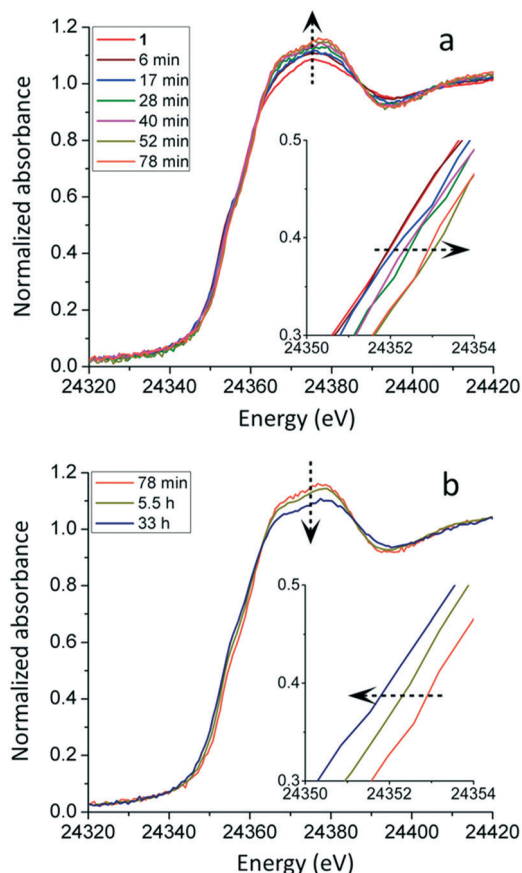 a
1
6 min
17 min
28 min
40 min
52 min
78 min
1.2
1.0
0.8
0.6
0.4
0.2
0.0
Normalized absorbance
0.5
0.4
0.3
24350 24352 24354
24320 24340 24360 24380 24400 24420
Energy (eV)
b
78 min
5.5 h
33 h
1.2
1.0
0.8
0.6
0.4
0.2
0.0
Normalized absorbance
0.5
0.4
0.3
24350 24352 24354
24320 24340 24360 24380 24400 24420
Energy (eV)